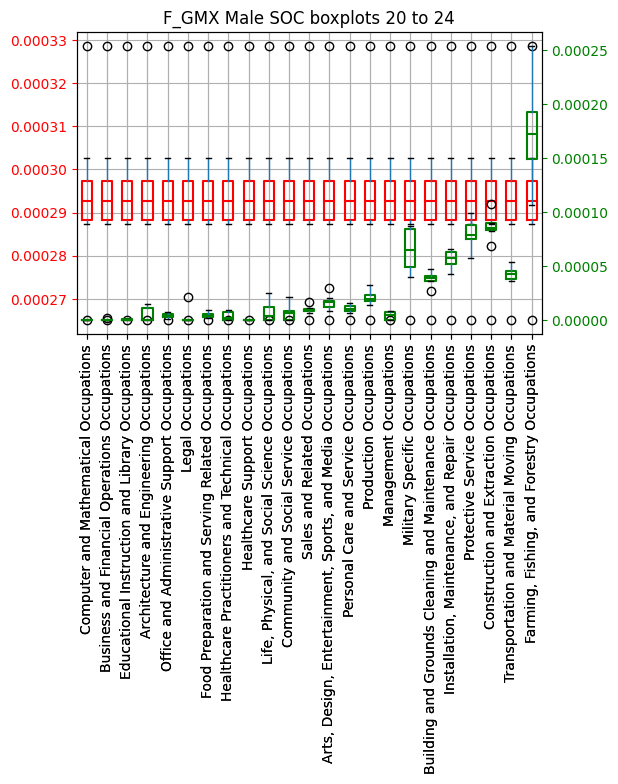 F_GMX Male SOC boxplots 20 to 24
0.00033
0.00032
0.00031
0.00030
0.00029
0.00028
0.00027
0.00025
0.00020
0.00015
0.00010
0.00005
0.00000
Computer and Mathematical Occupations
Business and Financial Operations Occupations
Educational Instruction and Library Occupations
Architecture and Engineering Occupations
Office and Administrative Support Occupations
Legal Occupations
Food Preparation and Serving Related Occupations
Healthcare Practitioners and Technical Occupations
Healthcare Support Occupations
Life, Physical, and Social Science Occupations
Community and Social Service Occupations
Sales and Related Occupations
Arts, Design, Entertainment, Sports, and Media Occupations
Personal Care and Service Occupations
Production Occupations
Management Occupations
Military Specific Occupations
Building and Grounds Cleaning and Maintenance Occupations
Installation, Maintenance, and Repair Occupations
Protective Service Occupations
Construction and Extraction Occupations
Transportation and Material Moving Occupations
Farming, Fishing, and Forestry Occupations